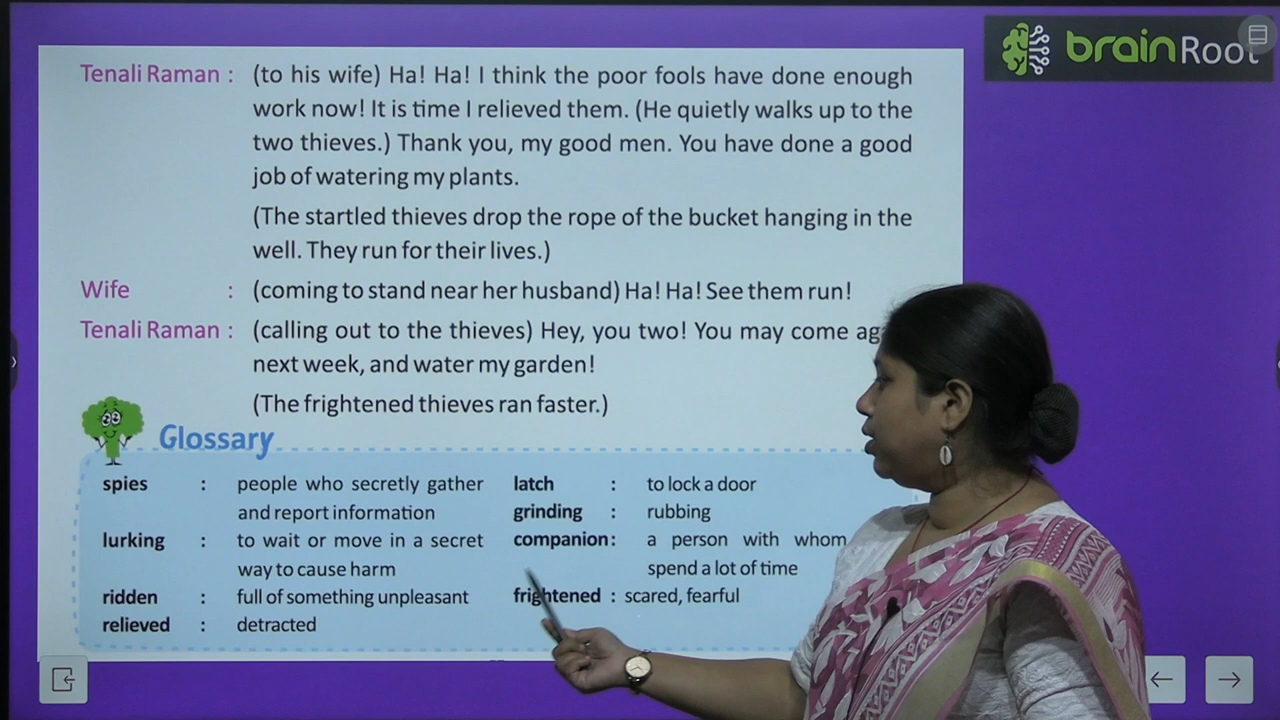 brainRoot
Tenali Raman : (to his wife) Ha! Ha! I think the poor fools have done enough
work now! It is time I relieved them. (He quietly walks up to the
two thieves.) Thank you, my good men. You have done a good
job of watering my plants.
(The startled thieves drop the rope of the bucket hanging in the
well. They run for their lives.)
Wife : (coming to stand near her husband) Ha! Ha! See them run!
Tenali Raman : (calling out to the thieves) Hey, you two! You may come
next week, and water my garden!
(The frightened thieves ran faster.)
Glossary
spies : people who secretly gather
and report information
lurking : to wait or move in a secret
way to cause harm
ridden : full of something unpleasant
relieved : detracted
latch : to lock a door
grinding : rubbing
companion: a person with whom
spend a lot of time
frightened : scared, fearful